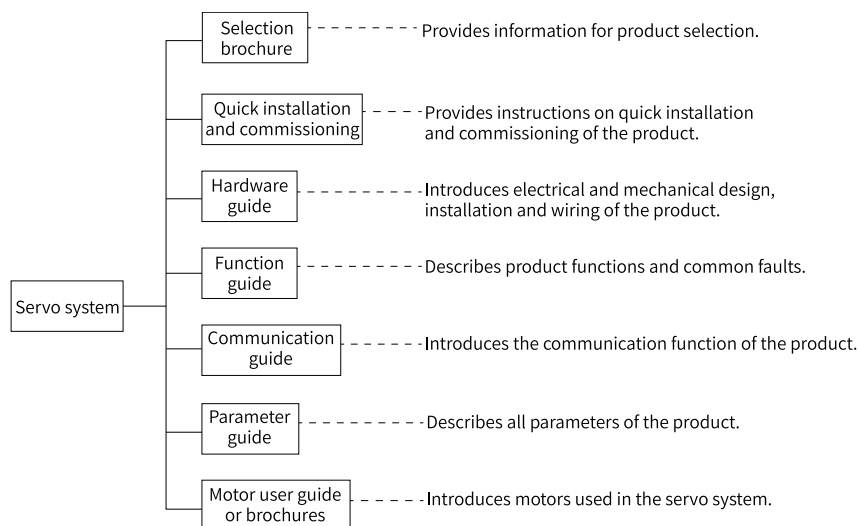 Selection
brochure
Provides information for product selection.
Quick installation
and commissioning
Provides instructions on quick installation
and commissioning of the product.
Hardware
guide
Introduces electrical and mechanical design,
installation and wiring of the product.
Function
guide
Describes product functions and common faults.
Servo system
Communication
guide
Introduces the communication function of the product.
Parameter
guide
Describes all parameters of the product.
Motor user guide
or brochures
Introduces motors used in the servo system.